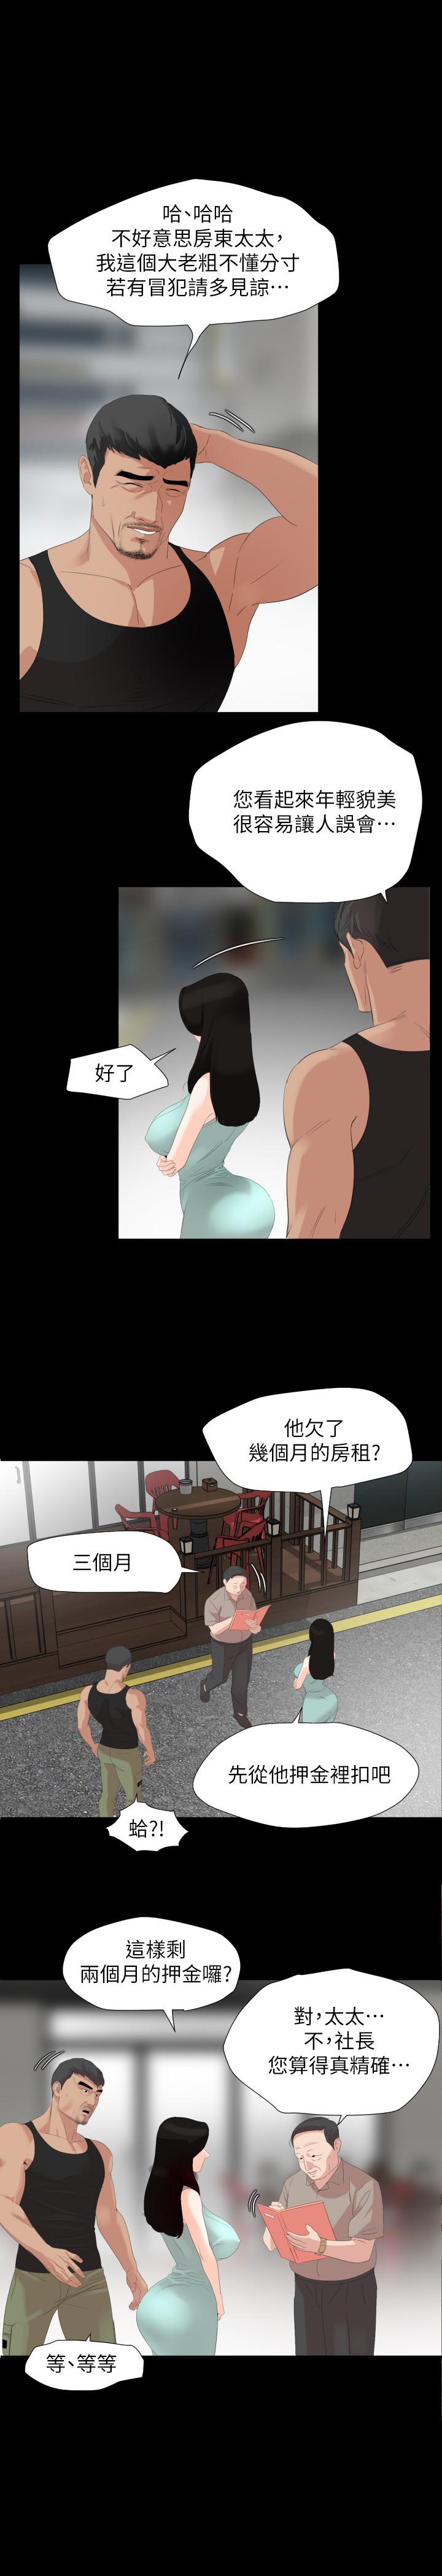 哈、哈哈
不好意思房東太太，
我這個大老粗不懂分寸
若有冒犯請多見諒…
您看起來年輕貌美
很容易讓人誤會…
好了
他欠了
幾個月的房租?
三個月
先從他押金裡扣吧
蛤?!
這樣剩
兩個月的押金囉?
對，太太…
不，社長
您算得真精確…
等、等等